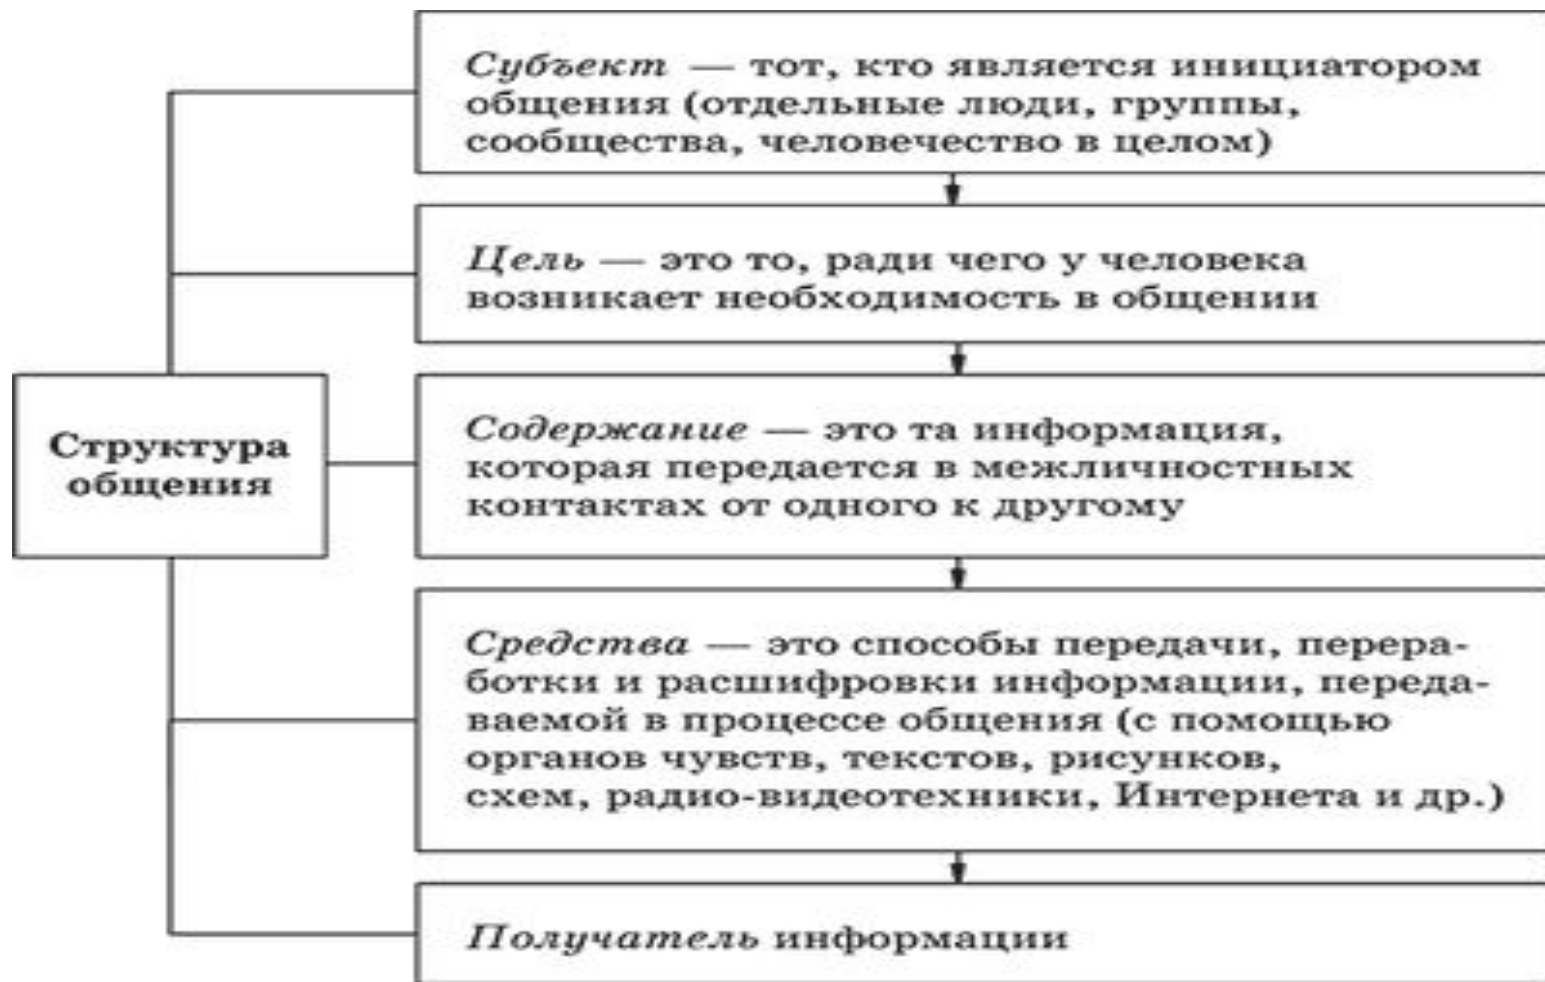 Субъект — тот, кто является инициатором
общения (отдельные люди, группы,
сообщества, человечество в целом)
Цель — это то, ради чего у человека
возникает необходимость в общении
Структура
общения
Содержание — это та информация,
которая передается в межличностных
контактах от одного к другому
Средства — это способы передачи, перера-
ботки и расшифровки информации, переда-
ваемой в процессе общения (с помощью
органов чувств, текстов, рисунков,
схем, радио-видеотехники, Интернета и др.)
Получатель информации